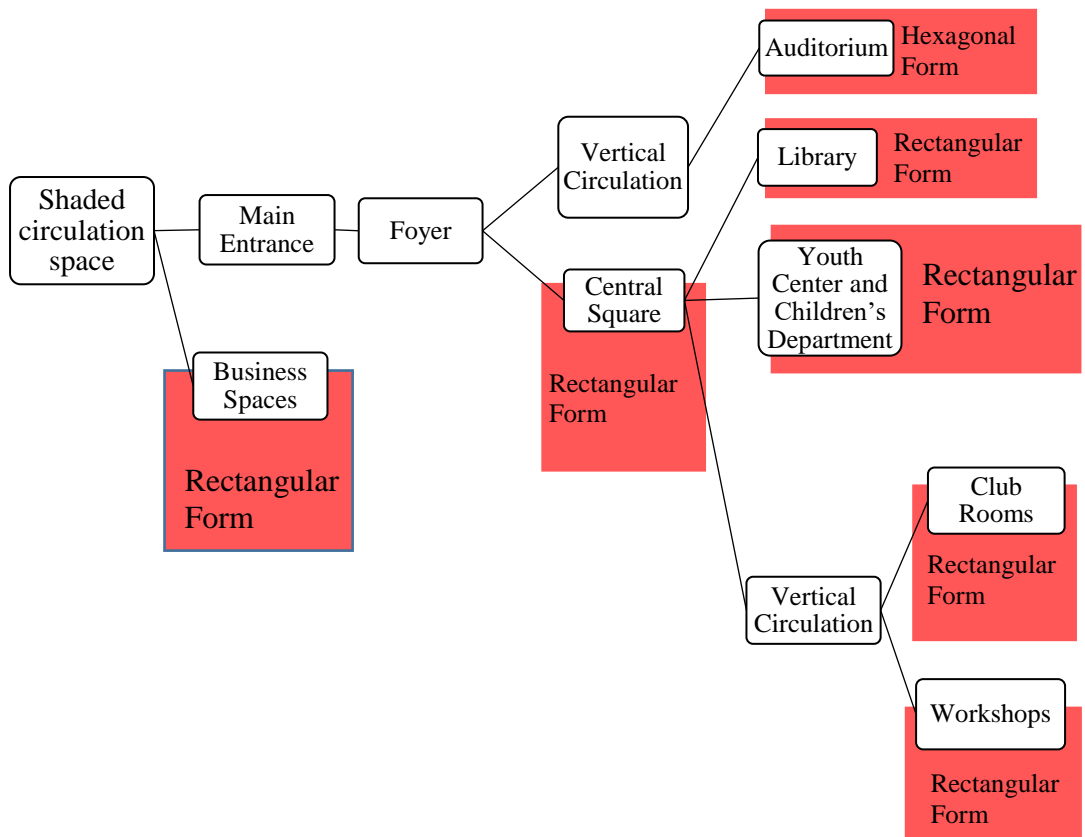 Auditorium
Hexagonal
Form
Vertical
Circulation
Library
Rectangular
Form
Shaded
circulation
space
Main
Entrance
Foyer
Youth
Center and
Children’s
Department
Rectangular
Form
Central
Square
Rectangular
Form
Business
Spaces
Rectangular
Form
Club
Rooms
Rectangular
Form
Vertical
Circulation
Workshops
Rectangular
Form